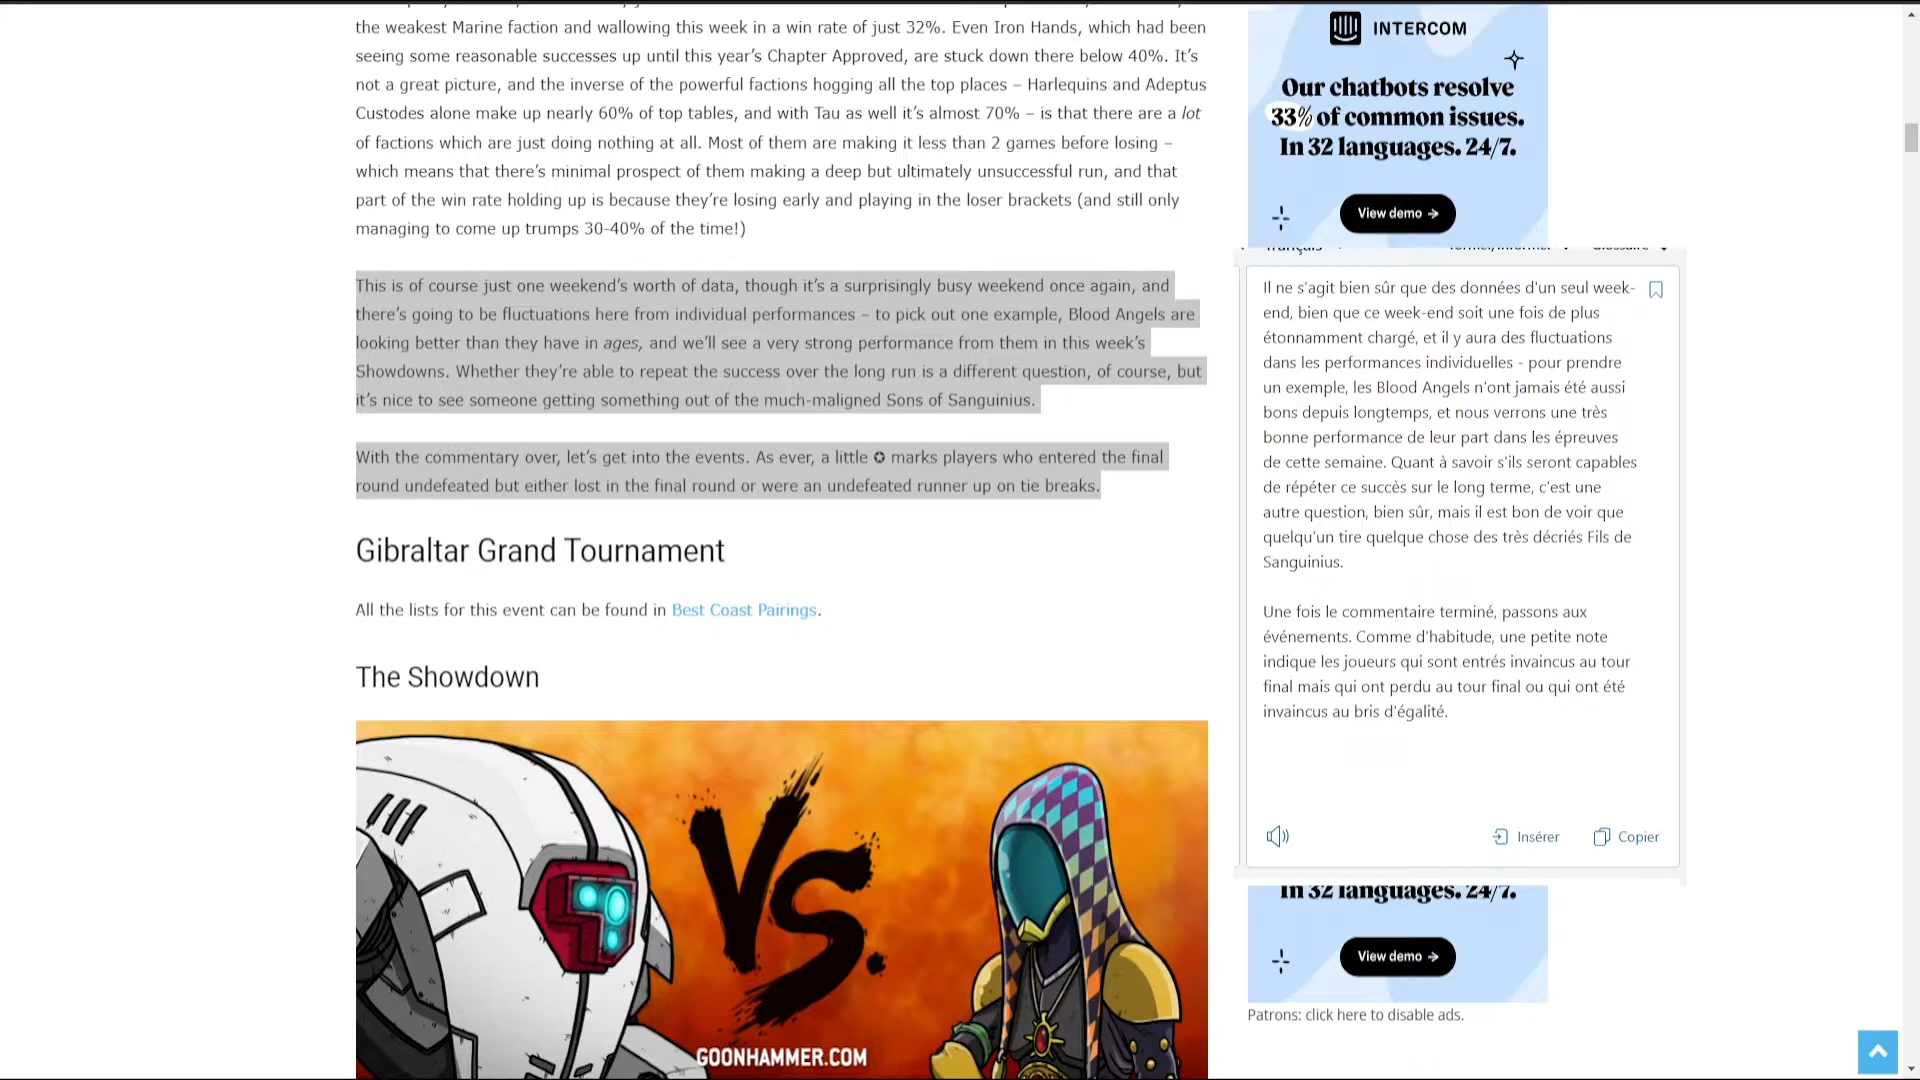 the weakest Marine faction and wallowing this week in a win rate of just 32%. Even Iron Hands, which had been
seeing some reasonable successes up until this year's Chapter Approved, are stuck down there below 40%. It's
not a great picture, and the inverse of the powerful factions hogging all the top places – Harlequins and Adeptus
Custodes alone make up nearly 60% of top tables, and with Tau as well it's almost 70% – is that there are a lot
of factions which are just doing nothing at all. Most of them are making it less than 2 games before losing –
which means that there's minimal prospect of them making a deep but ultimately unsuccessful run, and that
part of the win rate holding up is because they're losing early and playing in the loser brackets (and still only
managing to come up trumps 30-40% of the time!)
This is of course just one weekend's worth of data, though it's a surprisingly busy weekend once again, and
there's going to be fluctuations here from individual performances – to pick out one example, Blood Angels are
looking better than they have in ages, and we'll see a very strong performance from them in this week's
Showdowns. Whether they're able to repeat the success over the long run is a different question, of course, but
it's nice to see someone getting something out of the much-maligned Sons of Sanguinius.
With the commentary over, let's get into the events. As ever, a little ✪ marks players who entered the final
round undefeated but either lost in the final round or were an undefeated runner up on tie breaks.
Gibraltar Grand Tournament
All the lists for this event can be found in Best Coast Pairings.
The Showdown
VS.
GOONHAMMER.COM
INTERCOM
Our chatbots resolve
33% of common issues.
In 32 languages. 24/7.
View demo →
français
Glossaire
Il ne s'agit bien sûr que des données d'un seul week-
end, bien que ce week-end soit une fois de plus
étonnamment chargé, et il y aura des fluctuations
dans les performances individuelles - pour prendre
un exemple, les Blood Angels n'ont jamais été aussi
bons depuis longtemps, et nous verrons une très
bonne performance de leur part dans les épreuves
de cette semaine. Quant à savoir s'ils seront capables
de répéter ce succès sur le long terme, c'est une
autre question, bien sûr, mais il est bon de voir que
quelqu'un tire quelque chose des très décriés Fils de
Sanguinius.
Une fois le commentaire terminé, passons aux
événements. Comme d'habitude, une petite note
indique les joueurs qui sont entrés invaincus au tour
final mais qui ont perdu au tour final ou qui ont été
invaincus au bris d'égalité.
Insérer
Copier
In 32 languages. 24/7.
View demo →
Patrons: click here to disable ads.